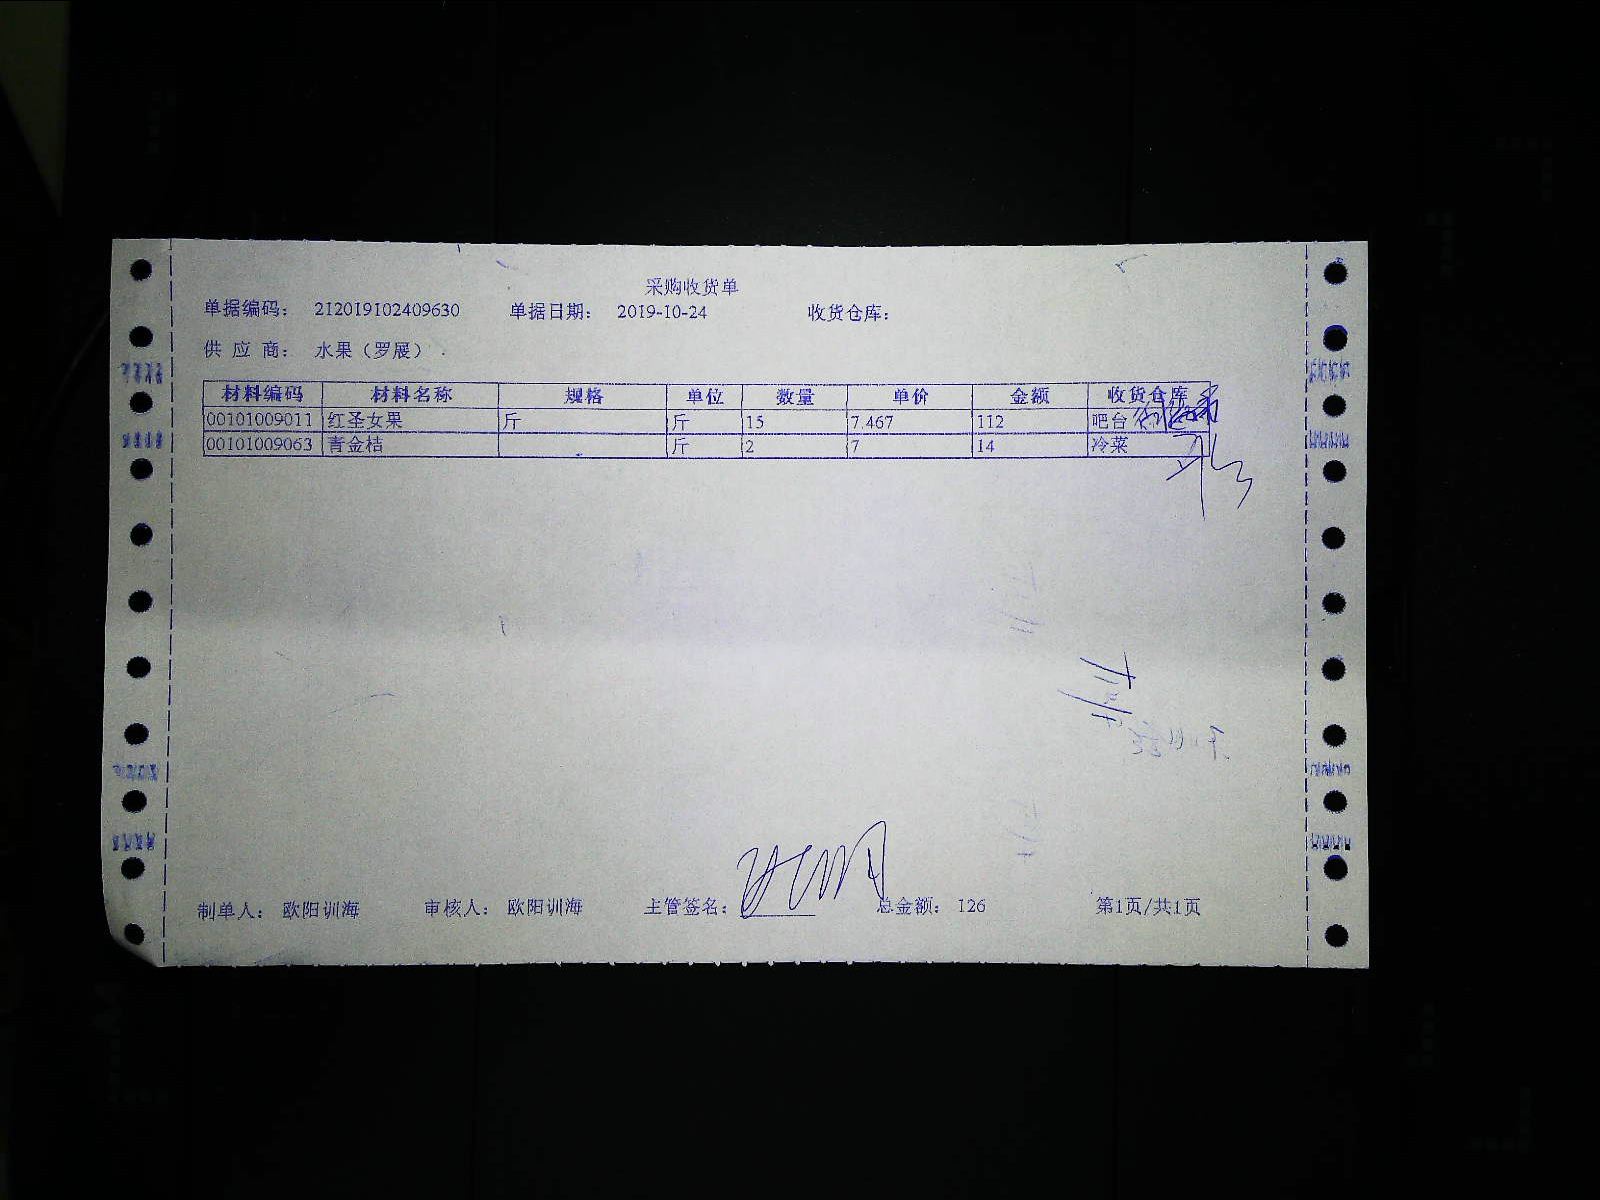 采购收货单
单据编码： 212019102409630 单据日期： 2019-10-24 收货仓库：
供 应 商： 水果（罗展）
材料编码 材料名称 规格 单位 数量 单价 金额 收货仓库
00101009011 红圣女果 斤 斤 15 7.467 112 吧台
00101009063 青金桔 斤 2 7 14 冷菜
制单人： 欧阳训海 审核人： 欧阳训海 主管签名： 总金额： 126 第1页/共1页